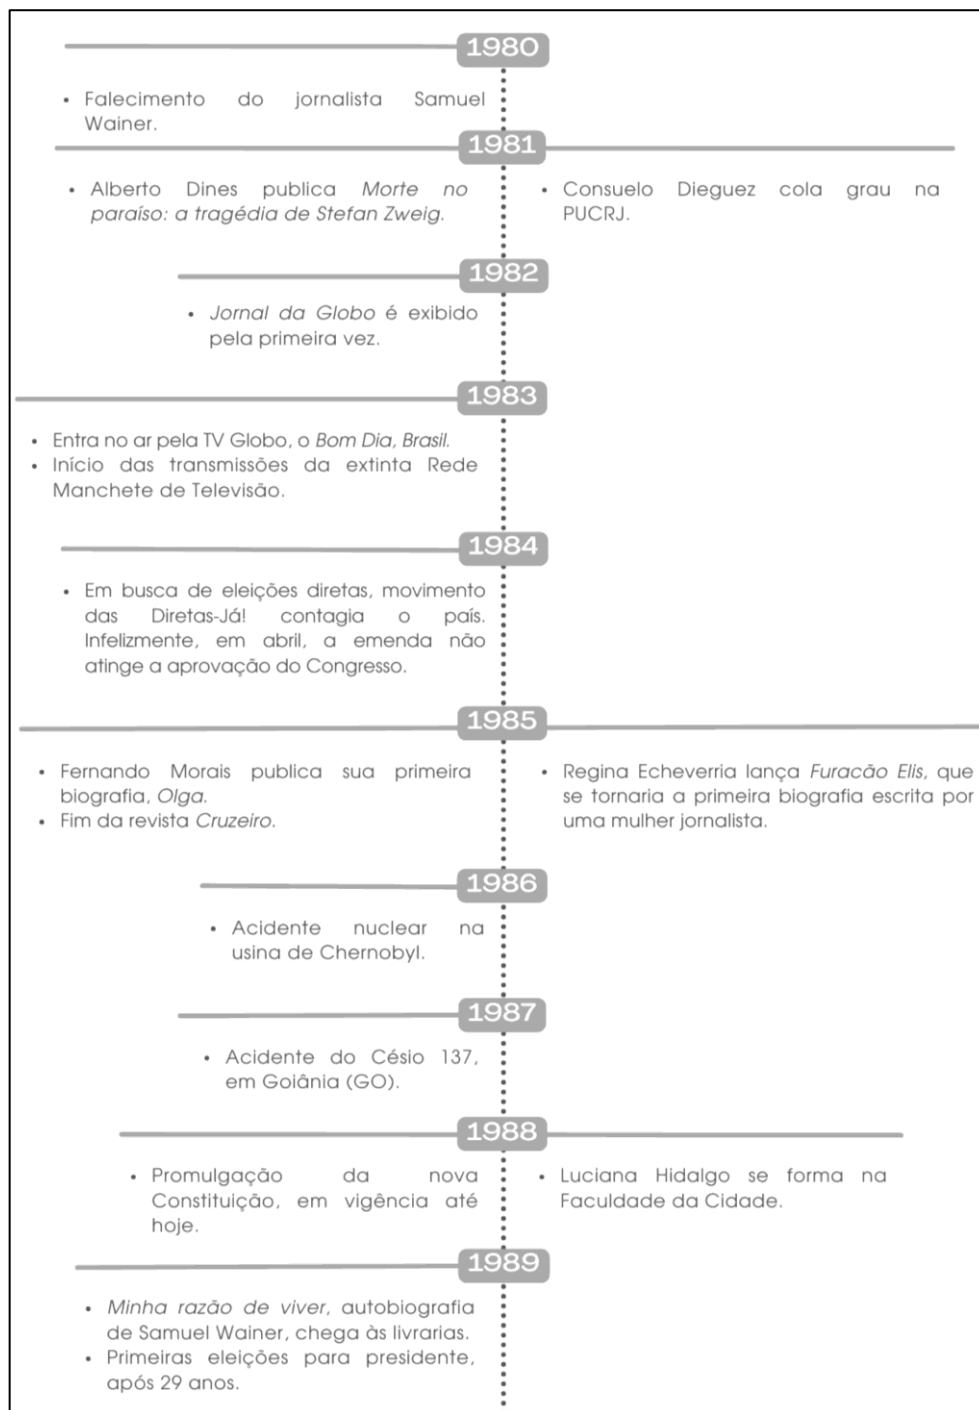 1980
• Falecimento do jornalista Samuel
Wainer.
1981
• Alberto Dines publica Morte no
paraíso: a tragédia de Stefan Zweig.
• Consuelo Dieguez cola grau na
PUCRJ.
1982
• Jornal da Globo é exibido
pela primeira vez.
1983
• Entra no ar pela TV Globo, o Bom Dia, Brasil.
• Início das transmissões da extinta Rede
Manchete de Televisão.
1984
• Em busca de eleições diretas, movimento
das Diretas-Já! contagia o país.
Infelizmente, em abril, a emenda não
atinge a aprovação do Congresso.
1985
• Fernando Morais publica sua primeira
biografia, Olga.
• Fim da revista Cruzeiro.
• Regina Echeverria lança Furacão Elis, que
se tornaria a primeira biografia escrita por
uma mulher jornalista.
1986
• Acidente nuclear na
usina de Chernobyl.
1987
• Acidente do Césio 137,
em Goiânia (GO).
1988
• Promulgação da nova
Constituição, em vigência até
hoje.
• Luciana Hidalgo se forma na
Faculdade da Cidade.
1989
• Minha razão de viver, autobiografia
de Samuel Wainer, chega às livrarias.
• Primeiras eleições para presidente,
após 29 anos.